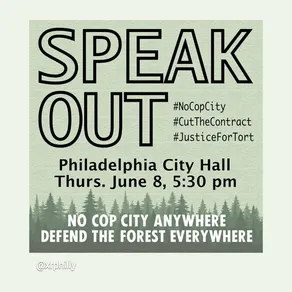 SPEAK
OUT
#NoCopCity
#CutTheContract
#JusticeForTort
Philadelphia City Hall
Thurs. June 8, 5:30 pm
NO COP CITY ANYWHERE
DEFEND THE FOREST EVERYWHERE
@xrphilly